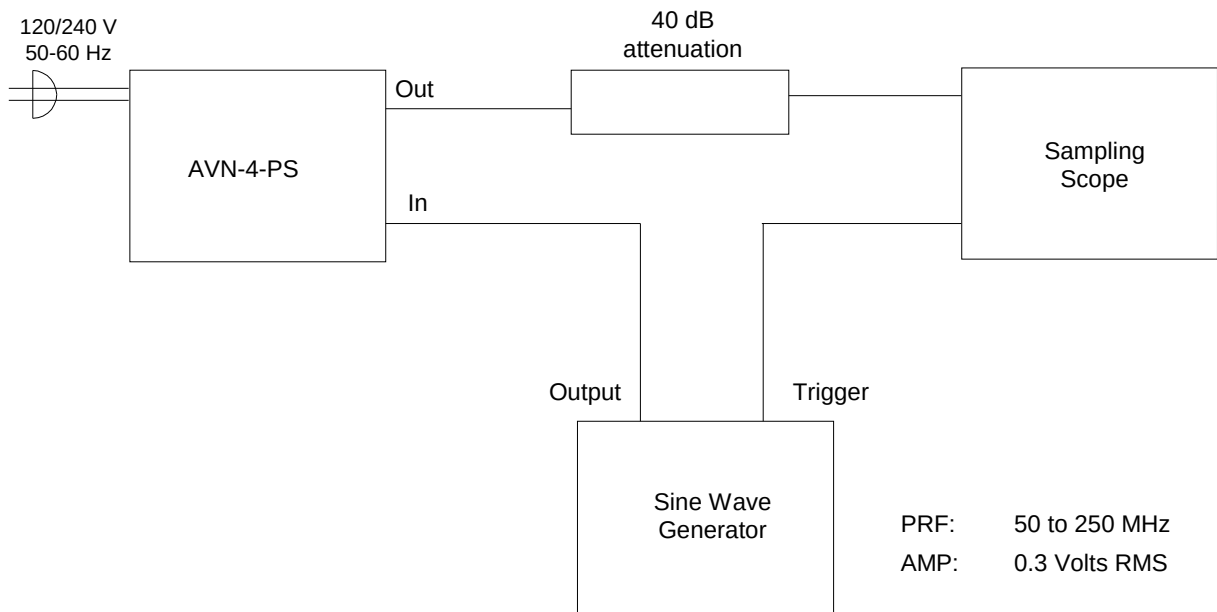 120/240 V
50-60 Hz
40 dB
attenuation
Out
AVN-4-PS
In
Sampling
Scope
Output
Trigger
Sine Wave
Generator
PRF: 50 to 250 MHz
AMP: 0.3 Volts RMS